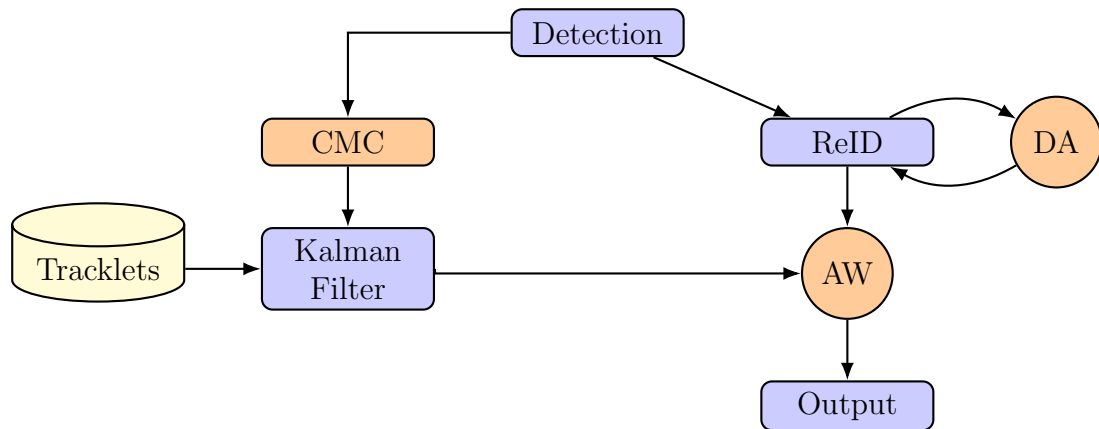 Detection
CMC
ReID
DA
Tracklets
Kalman
Filter
AW
Output